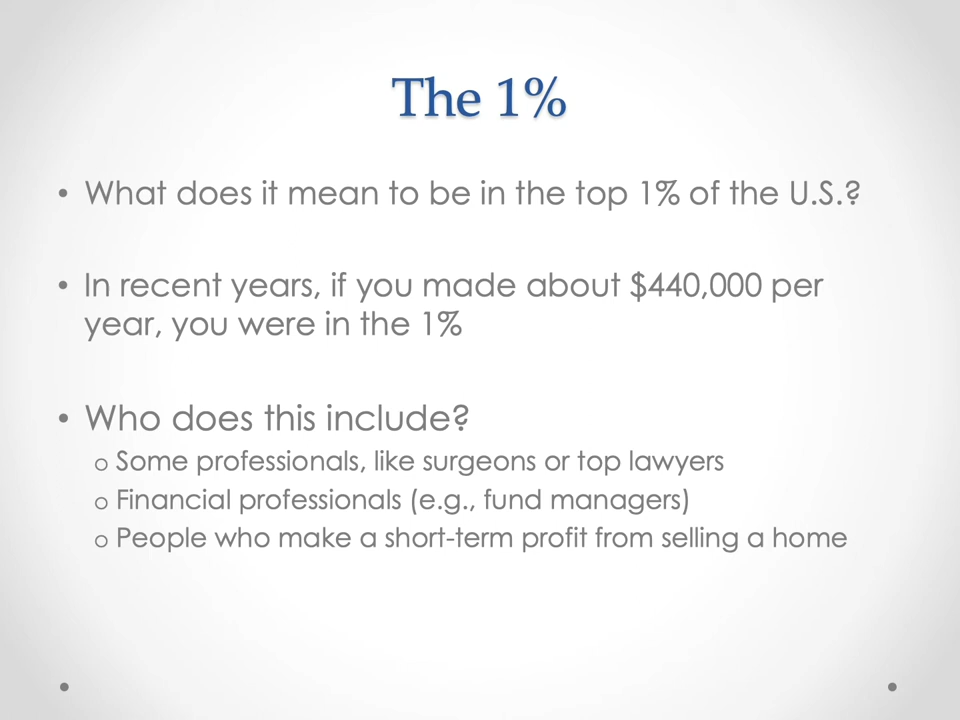 The 1%
• What does it mean to be in the top 1% of the U.S.?
• In recent years, if you made about $440,000 per
year, you were in the 1%
• Who does this include?
o Some professionals, like surgeons or top lawyers
o Financial professionals (e.g., fund managers)
o People who make a short-term profit from selling a home